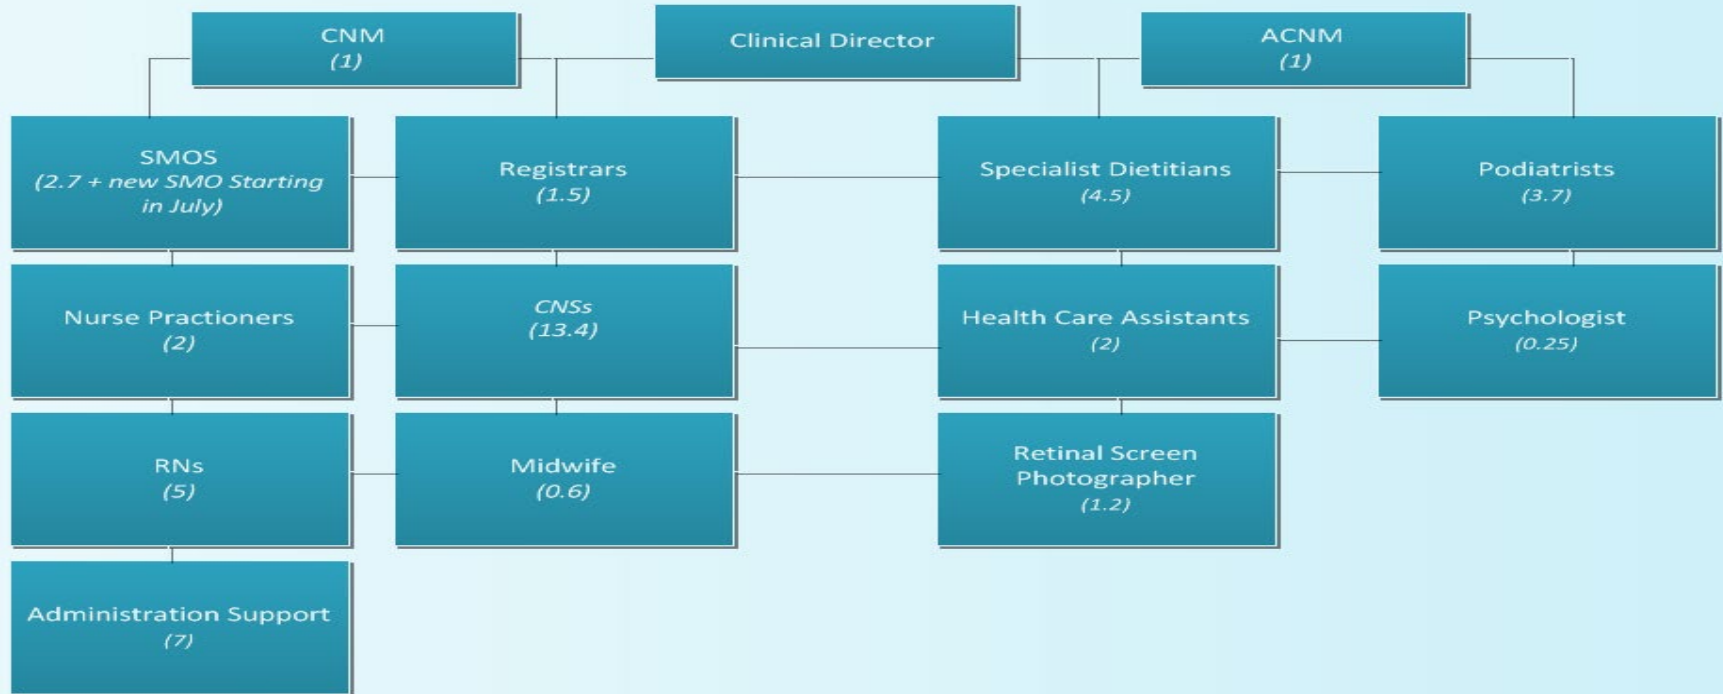 CNM
(1)
Clinical Director
ACNM
(1)
SMOS
(2.7 + new SMO Starting
in July)
Registrars
(1.5)
Specialist Dietitians
(4.5)
Podiatrists
(3.7)
Nurse Practioners
(2)
CNSs
(13.4)
Health Care Assistants
(2)
Psychologist
(0.25)
RNs
(5)
Midwife
(0.6)
Retinal Screen
Photographer
(1.2)
Administration Support
(7)